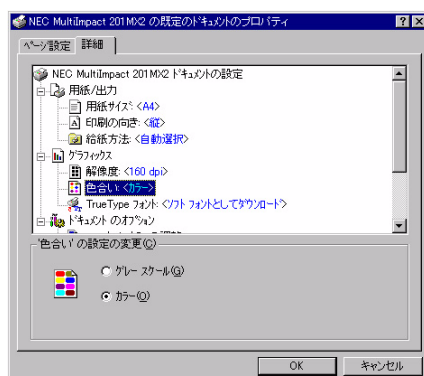 NEC MultiImpact 201MX2 の既定のドキュメントのプロパティ
ページ設定 詳細
NEC MultiImpact 201MX2 ドキュメントの設定
用紙/出力
用紙サイズ: <A4>
印刷の向き: <縦>
給紙方法: <自動選択>
グラフィックス
解像度: <160 dpi>
色合い: <カラー>
TrueType フォント: <ソフト フォントとしてダウンロード>
ドキュメント のオプション
'色合い' の設定の変更(C)
グレー スケール(G)
カラー(O)
OK キャンセル